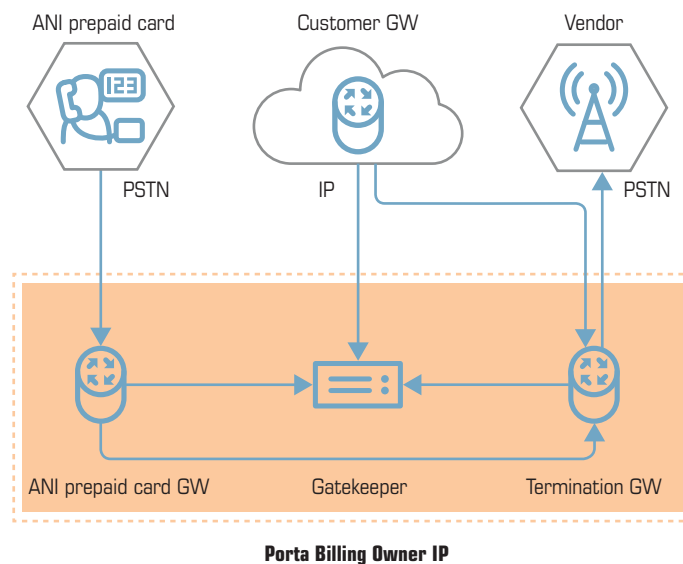 ANI prepaid card
Customer GW
Vendor
123
PSTN
IP
PSTN
ANI prepaid card GW
Gatekeeper
Termination GW
Porta Billing Owner IP